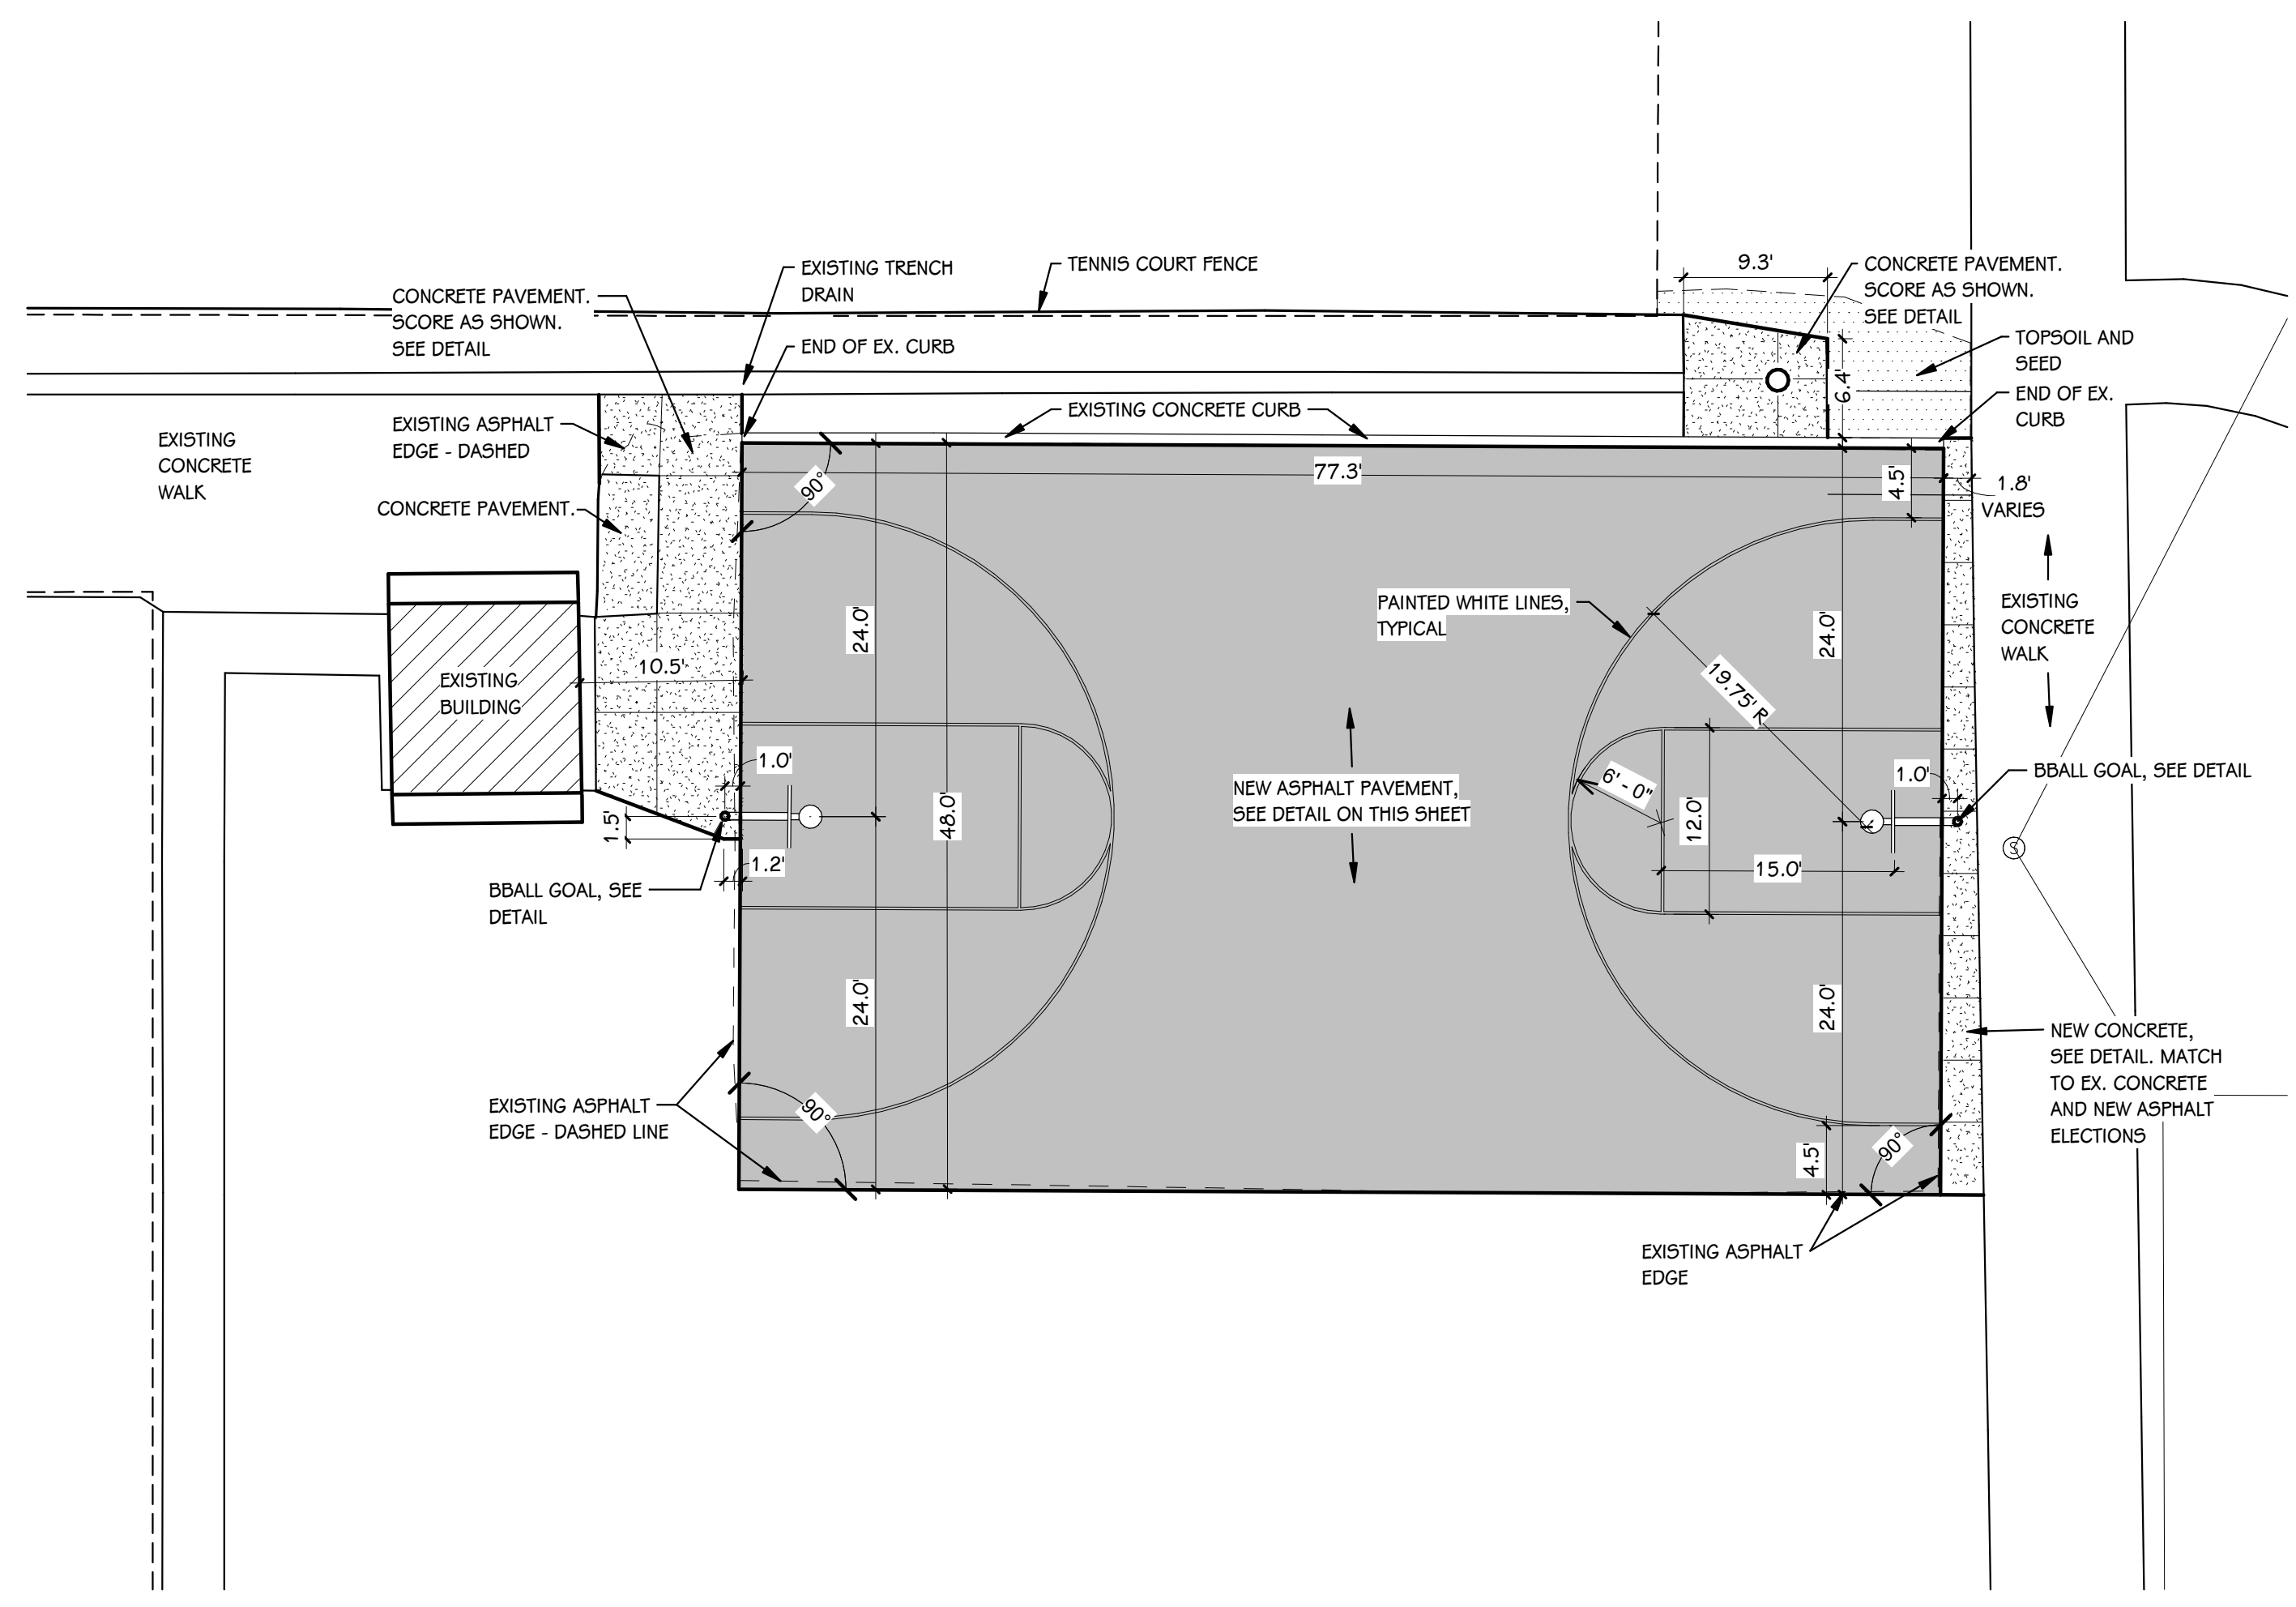 9.3'
EXISTING TRENCH
DRAIN
TENNIS COURT FENCE
CONCRETE PAVEMENT.
SCORE AS SHOWN.
SEE DETAIL
CONCRETE PAVEMENT.
SCORE AS SHOWN.
SEE DETAIL
END OF EX. CURB
TOPSOIL AND
SEED
6.4'
END OF EX.
CURB
EXISTING CONCRETE CURB
EXISTING ASPHALT
EDGE - DASHED
EXISTING
CONCRETE
WALK
77.3'
90°
4.5'
1.8'
VARIES
CONCRETE PAVEMENT.
PAINTED WHITE LINES,
TYPICAL
24.0'
24.0'
EXISTING
CONCRETE
WALK
10.5'
EXISTING
BUILDING
19.75' R
1.0'
NEW ASPHALT PAVEMENT,
SEE DETAIL ON THIS SHEET
6' - 0"
1.0'
BBALL GOAL, SEE DETAIL
1.5'
48.0'
12.0'
S
1.2'
15.0'
BBALL GOAL, SEE
DETAIL
24.0'
24.0'
NEW CONCRETE,
SEE DETAIL. MATCH
TO EX. CONCRETE
AND NEW ASPHALT
ELECTIONS
EXISTING ASPHALT
EDGE - DASHED LINE
90°
4.5'
90°
EXISTING ASPHALT
EDGE